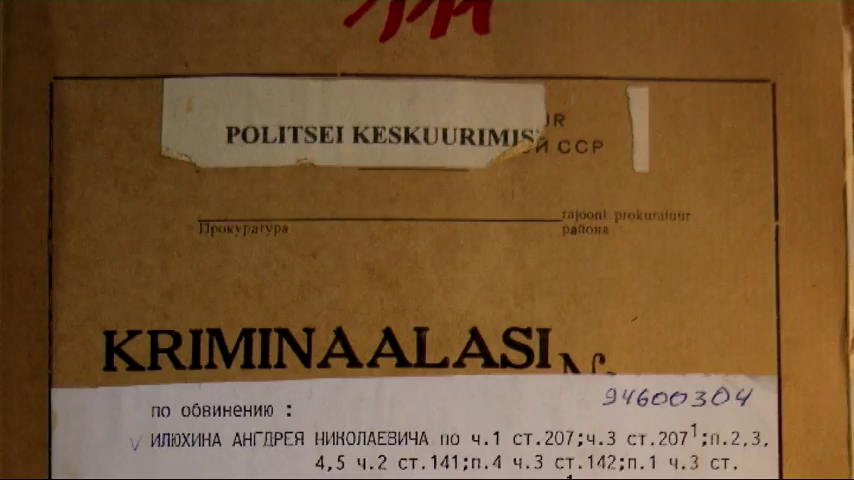 POLITSEI KESKUURIMIS
UR
Й ССР
rajooni prokuratuur
Прокуратура
района
KRIMINAALASI
94600304
по обвинению :
ИЛЮХИНА АНГДРЕЯ НИКОЛАЕВИЧА по ч.1 ст.207;ч.3 ст.207¹;п.2,3,
4,5 ч.2 ст.141;п.4 ч.3 ст.142;п.1 ч.3 ст.